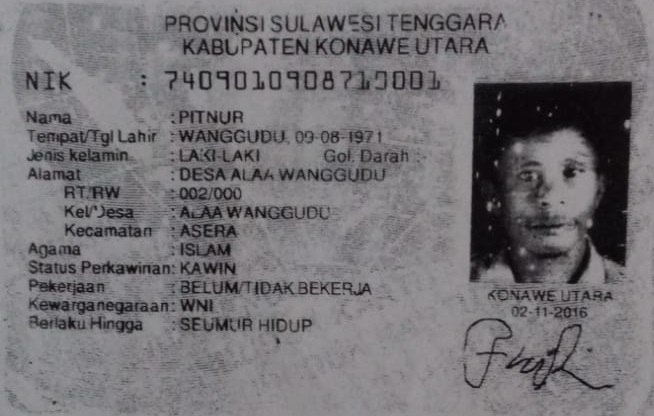 PROVINSI SULAWESI TENGGARA
KABUPATEN KONAWE UTARA
NIK :
Nama : PITNUR
Tempat/Tgl Lahir : WANGGUDU, 09-08-1971
Jenis kelamin : LAKI-LAKI Gol. Darah : -
Alamat : DESA ALAA WANGGUDU
RT/RW : 002/000
Kel/Desa : ALAA WANGGUDU
Kecamatan : ASERA
Agama : ISLAM
Status Perkawinan: KAWIN
Pekerjaan : BELUM/TIDAK BEKERJA
Kewarganegaraan: WNI
Berlaku Hingga : SEUMUR HIDUP
KONAWE UTARA
02-11-2016